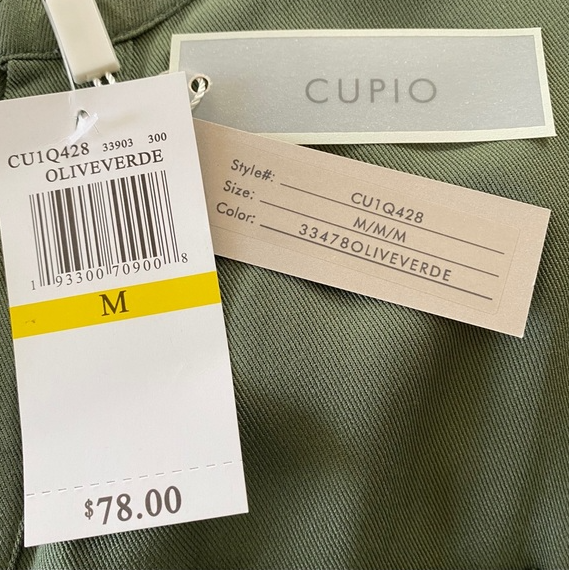 CUPIO
CU1Q428 33903 300
OLIVEVERDE
1 93300 70900 8
M
$78.00
Style#: CU1Q428
Size: M/M/M
Color: 33478OLIVEVERDE